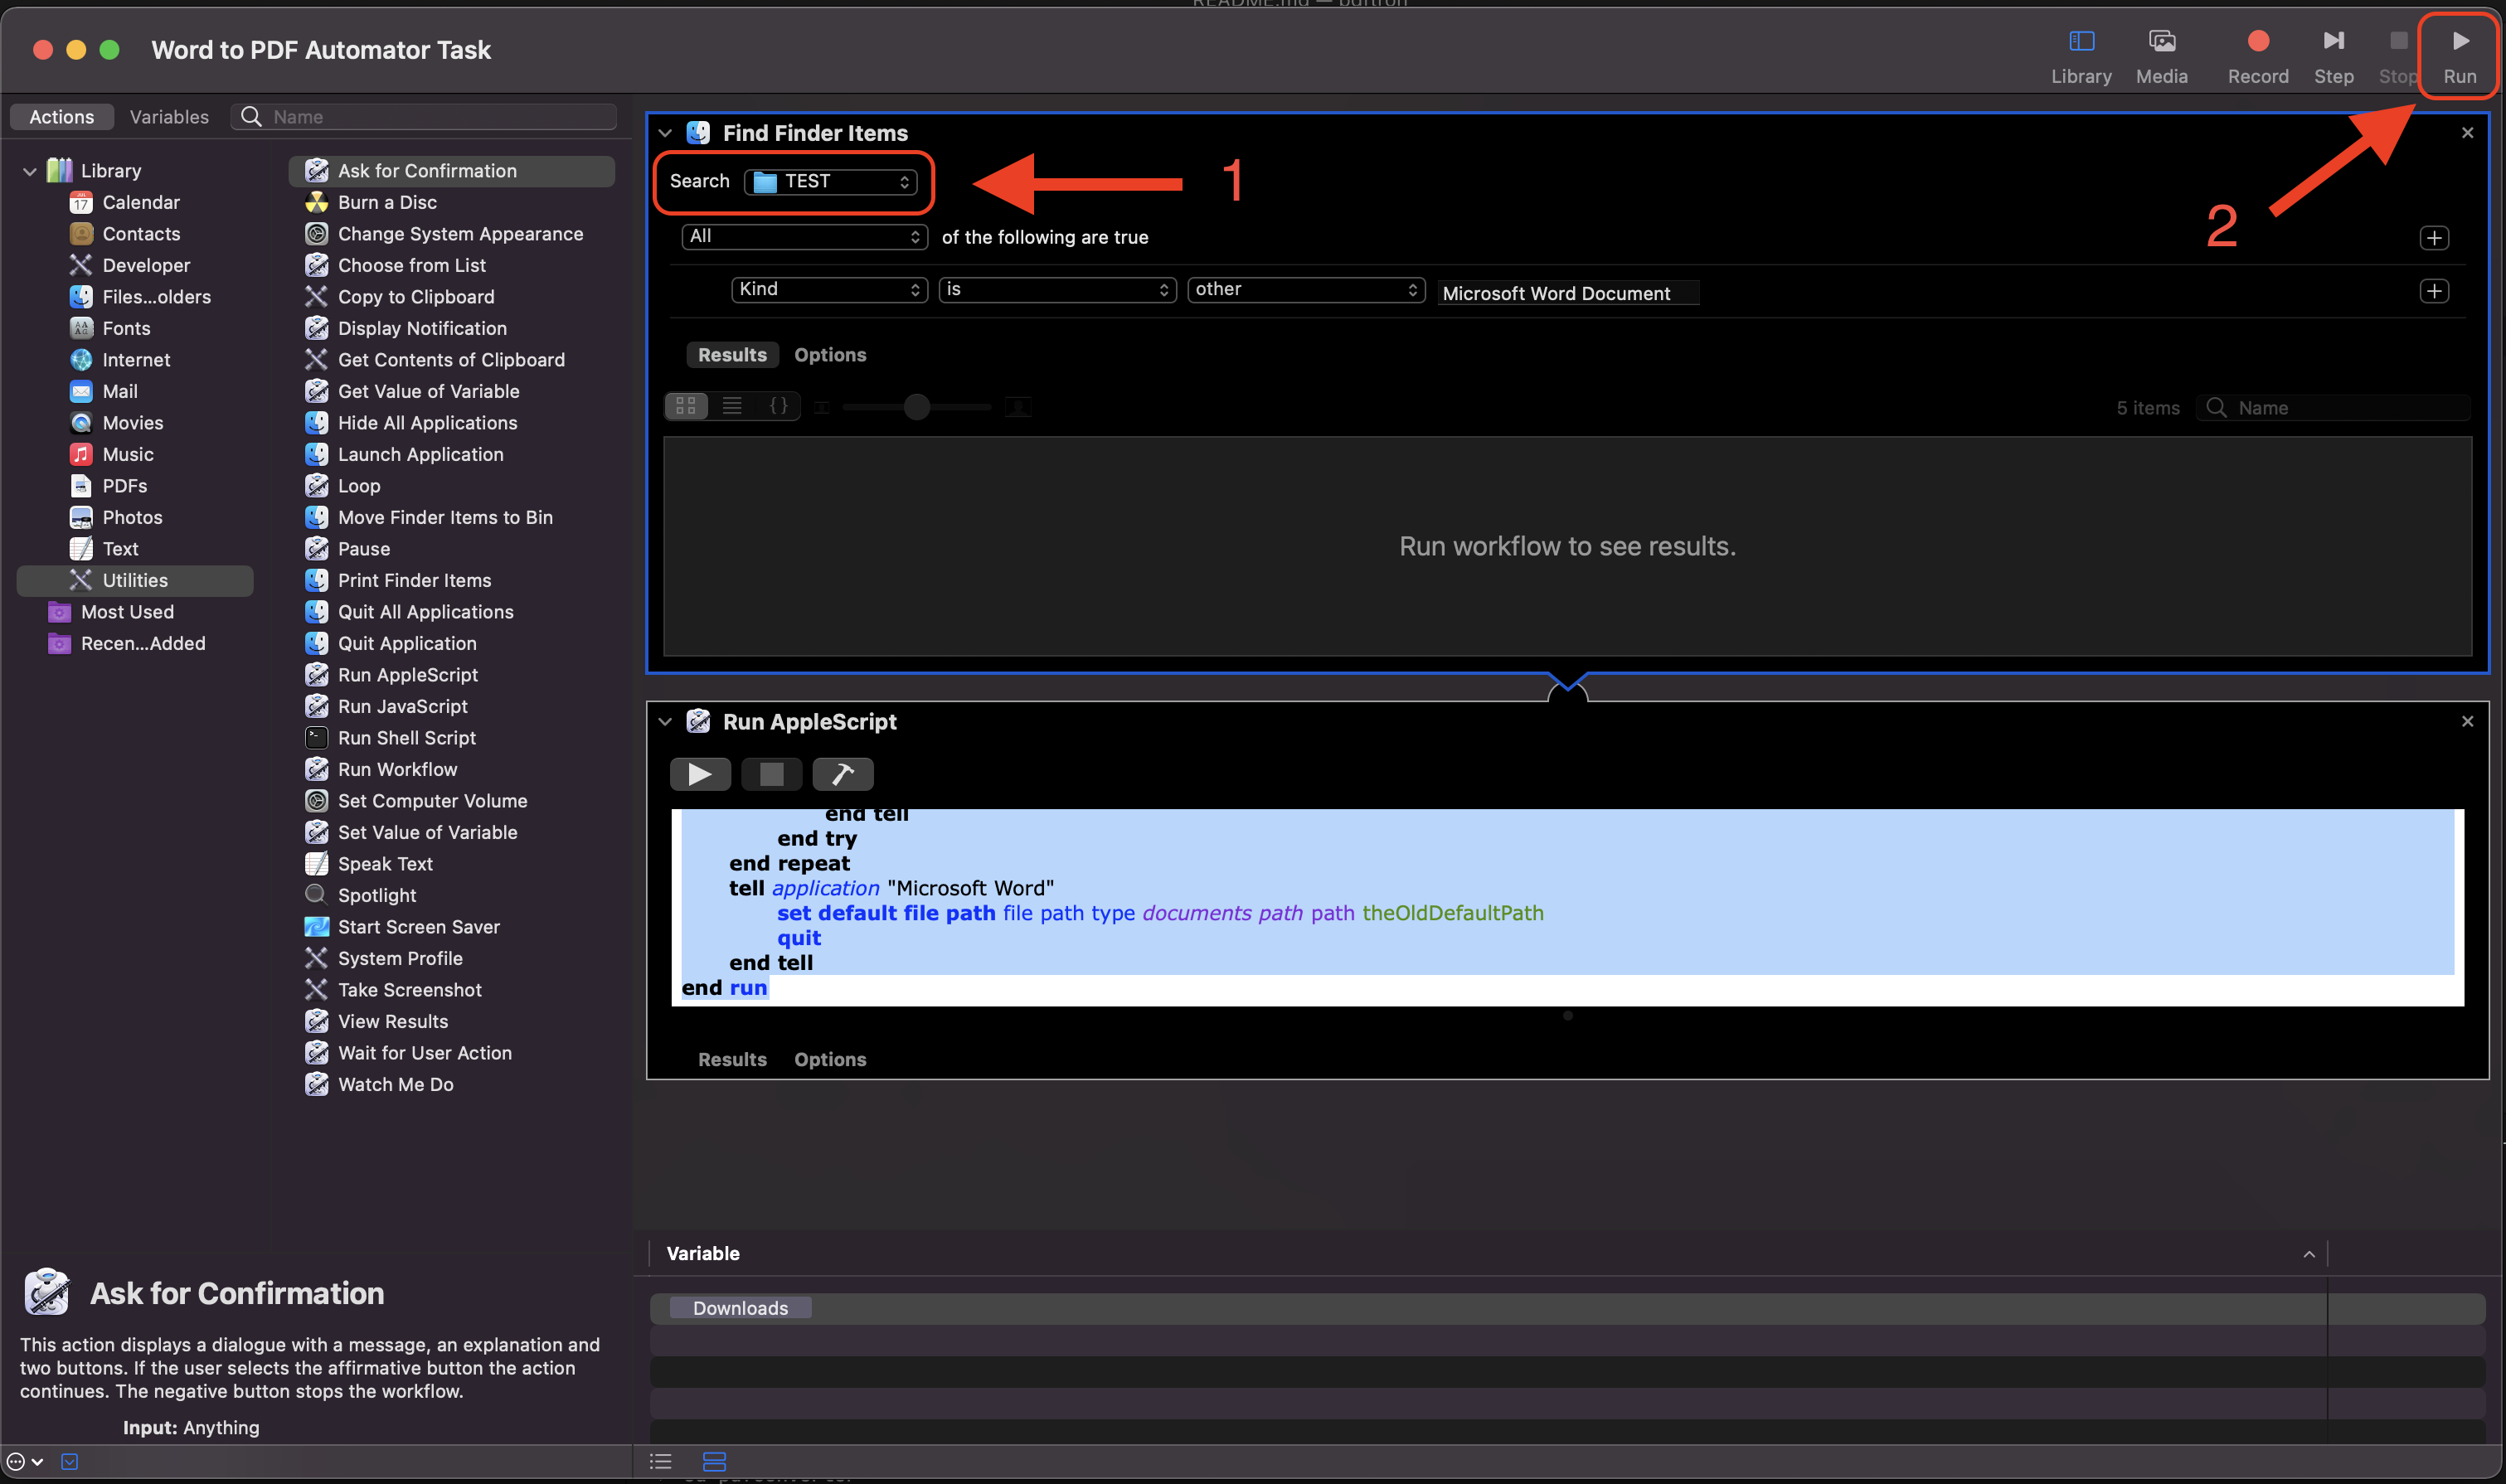 README.md — burtron
Word to PDF Automator Task
Library
Media
Record
Step
Stop
Run
Actions
Variables
Name
Library
Calendar
Contacts
Developer
Files...olders
Fonts
Internet
Mail
Movies
Music
PDFs
Photos
Text
Utilities
Most Used
Recen...Added
Ask for Confirmation
Burn a Disc
Change System Appearance
Choose from List
Copy to Clipboard
Display Notification
Get Contents of Clipboard
Get Value of Variable
Hide All Applications
Launch Application
Loop
Move Finder Items to Bin
Pause
Print Finder Items
Quit All Applications
Quit Application
Run AppleScript
Run JavaScript
Run Shell Script
Run Workflow
Set Computer Volume
Set Value of Variable
Speak Text
Spotlight
Start Screen Saver
System Profile
Take Screenshot
View Results
Wait for User Action
Watch Me Do
Ask for Confirmation
This action displays a dialogue with a message, an explanation and
two buttons. If the user selects the affirmative button the action
continues. The negative button stops the workflow.
Input: Anything
Find Finder Items
Search TEST
1
2
All of the following are true
Kind is other Microsoft Word Document
Results Options
5 items
Name
Run workflow to see results.
Run AppleScript
end tell
end try
end repeat
tell application "Microsoft Word"
set default file path file path type documents path path theOldDefaultPath
quit
end tell
end run
Results Options
Variable
Downloads